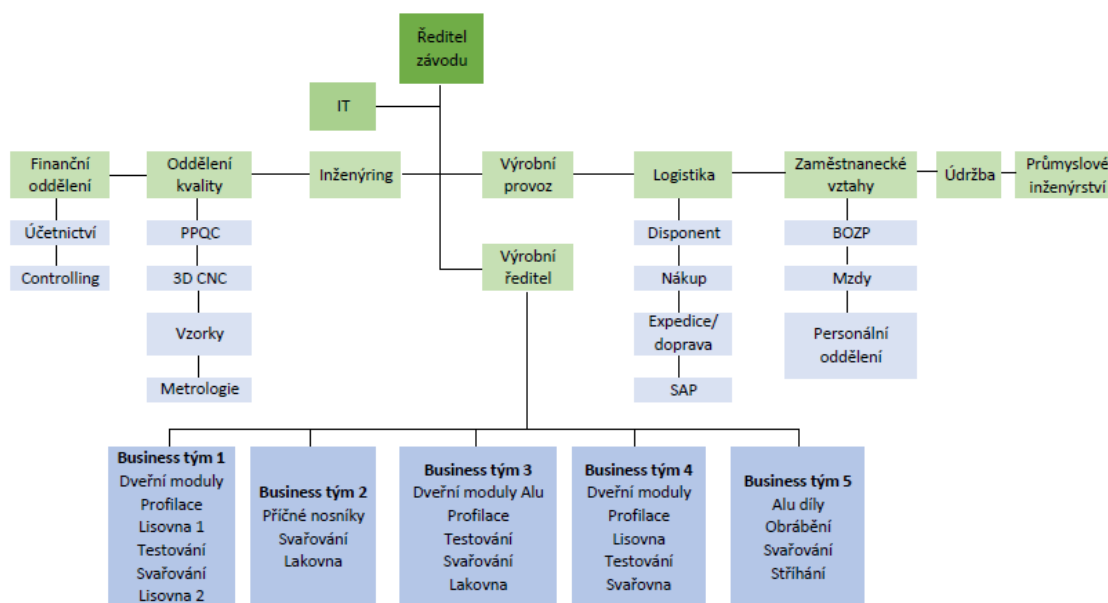 Ředitel
závodu
IT
Finanční
oddělení
Oddělení
kvality
Inženýring
Výrobní
provoz
Logistika
Zaměstnanecké
vztahy
Údržba
Průmyslové
inženýrství
Účetnictví
Controlling
PPQC
3D CNC
Vzorky
Metrologie
Výrobní
ředitel
Disponent
Nákup
Expedice/
doprava
SAP
BOZP
Mzdy
Personální
oddělení
Business tým 1
Dveřní moduly
Profilace
Lisovna 1
Testování
Svařování
Lisovna 2
Business tým 2
Příčné nosníky
Svařování
Lakovna
Business tým 3
Dveřní moduly Alu
Profilace
Testování
Svařování
Lakovna
Business tým 4
Dveřní moduly
Profilace
Lisovna
Testování
Svařovna
Business tým 5
Alu díly
Obrábění
Svařování
Stříhání